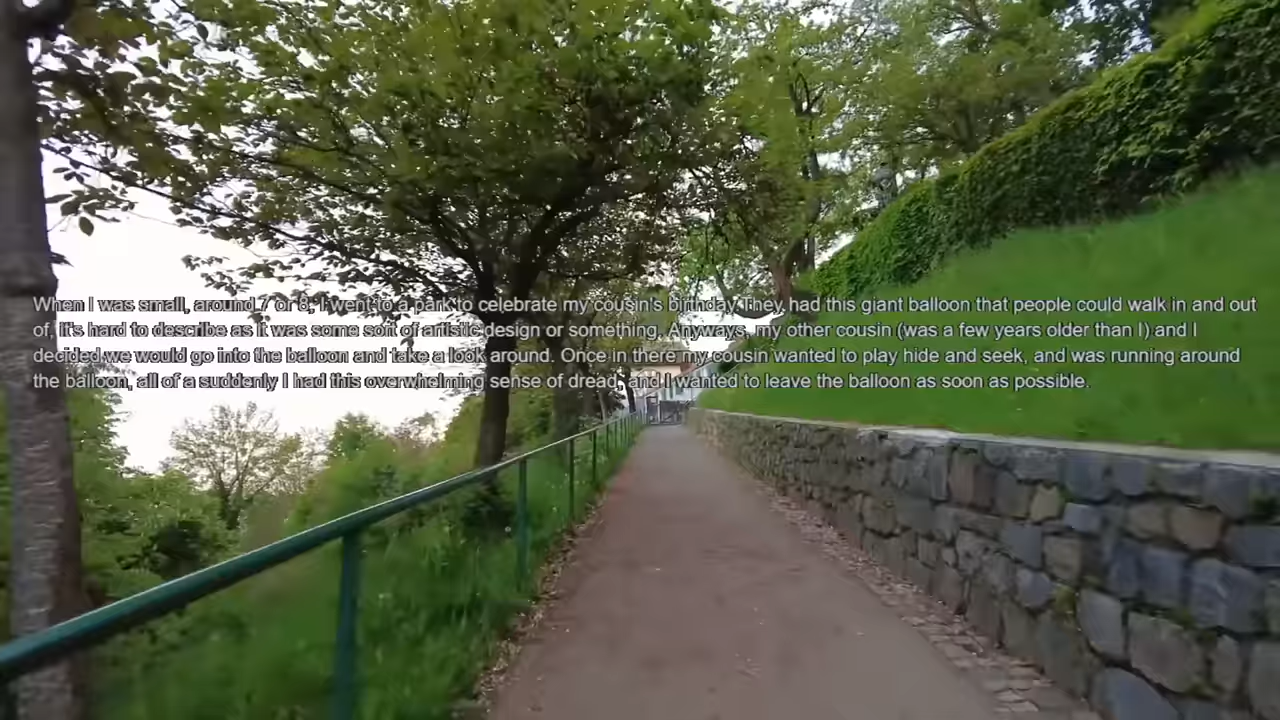 When I was small, around 7 or 8, I went to a park to celebrate my cousin's birthday They had this giant balloon that people could walk in and out
of, it's hard to describe as it was some soft of artistic design or something. Anyways, my other cousin (was a few years older than I) and I
decided we would go into the balloon and take a look around. Once in there my cousin wanted to play hide and seek, and was running around
the balloon, all of a suddenly I had this overwhelming sense of dread, and I wanted to leave the balloon as soon as possible.